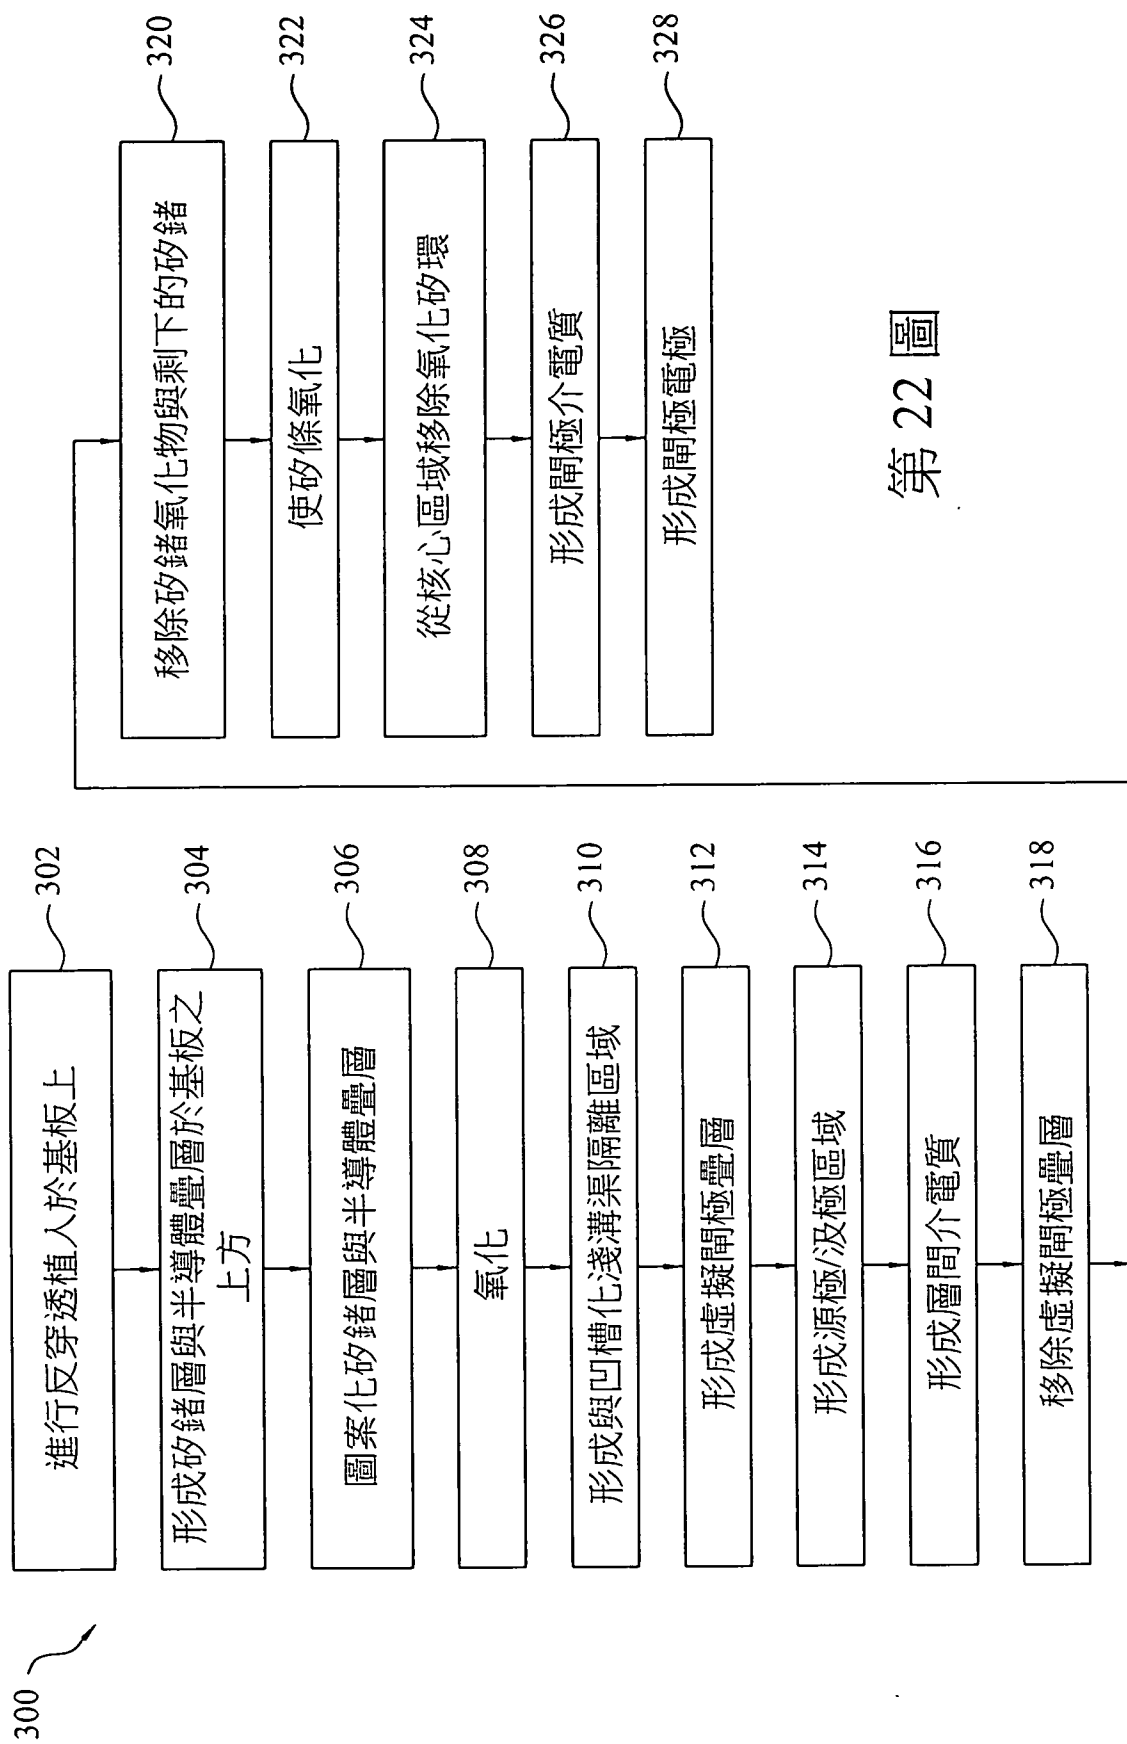 300
302
進行反穿透植入於基板上
304
形成矽鍺層與半導體疊層於基板之
上方
306
圖案化矽鍺層與半導體疊層
308
氧化
310
形成與凹槽化淺溝渠隔離區域
312
形成虛擬閘極疊層
314
形成源極/汲極區域
316
形成層間介電質
318
移除虛擬閘極疊層
320
移除矽鍺氧化物與剩下的矽鍺
322
使矽條氧化
324
從核心區域移除氧化矽環
326
形成閘極介電質
328
形成閘極電極
第 22 圖